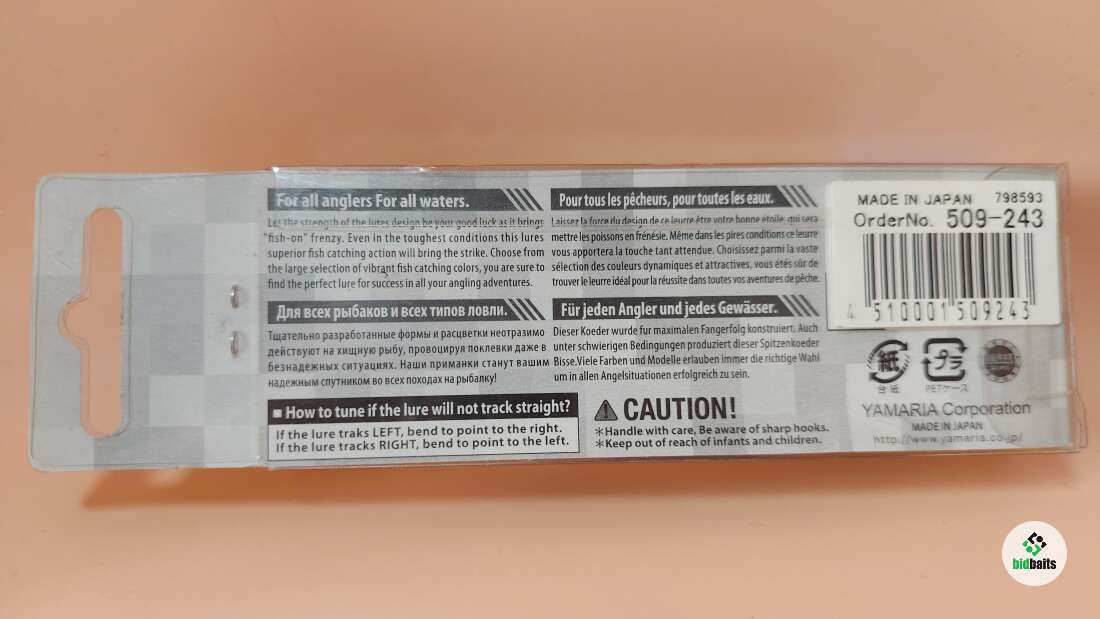 For all anglers For all waters.
Let the strength of the lures design be your good luck as it brings
"fish-on" frenzy. Even in the toughest conditions this lures
superior fish catching action will bring the strike. Choose from
the large selection of vibrant fish catching colors, you are sure to
find the perfect lure for success in all your angling adventures.
Pour tous les pêcheurs, pour toutes les eaux.
Laissez la force du design de ce leurre être votre bonne étoile, qui sera
mettre les poissons en frénésie. Même dans les pires conditions ce leurre
vous apportera la touche tant attendue. Choisissez parmi la vaste
sélection des couleurs dynamiques et attractives, vous étés sûr de
trouver le leurre idéal pour la réussite dans toutes vos aventures de pêche.
Для всех рыбаков и всех типов ловли.
Тщательно разработанные формы и расцветки неотразимо
действуют на хищную рыбу, провоцируя поклевки даже в
безнадежных ситуациях. Наши приманки станут вашим
надежным спутником во всех походах на рыбалку!
Für jeden Angler und jedes Gewässer.
Dieser Koeder wurde fur maximalen Fangerfolg konstruiert. Auch
unter schwierigen Bedingungen produziert dieser Spitzenkoeder
Bisse.Viele Farben und Modelle erlauben immer die richtige Wahl
um in allen Angelsituationen erfolgreich zu sein.
■ How to tune if the lure will not track straight?
If the lure traks LEFT, bend to point to the right.
If the lure tracks RIGHT, bend to point to the left.
CAUTION!
＊Handle with care, Be aware of sharp hooks.
＊Keep out of reach of infants and children.
MADE IN JAPAN 798593
OrderNo. 509-243
4 510001 509243
紙
台 紙
プラ
PETケース
YAMARIA Corporation
MADE IN JAPAN
http://www.yamaria.co.jp/
bidbaits